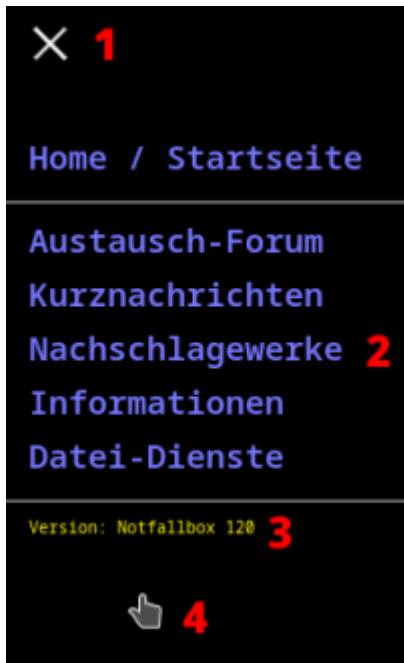 1
Home / Startseite
Austausch-Forum
Kurznachrichten
Nachschlagewerke 2
Informationen
Datei-Dienste
Version: Notfallbox 120 3
4